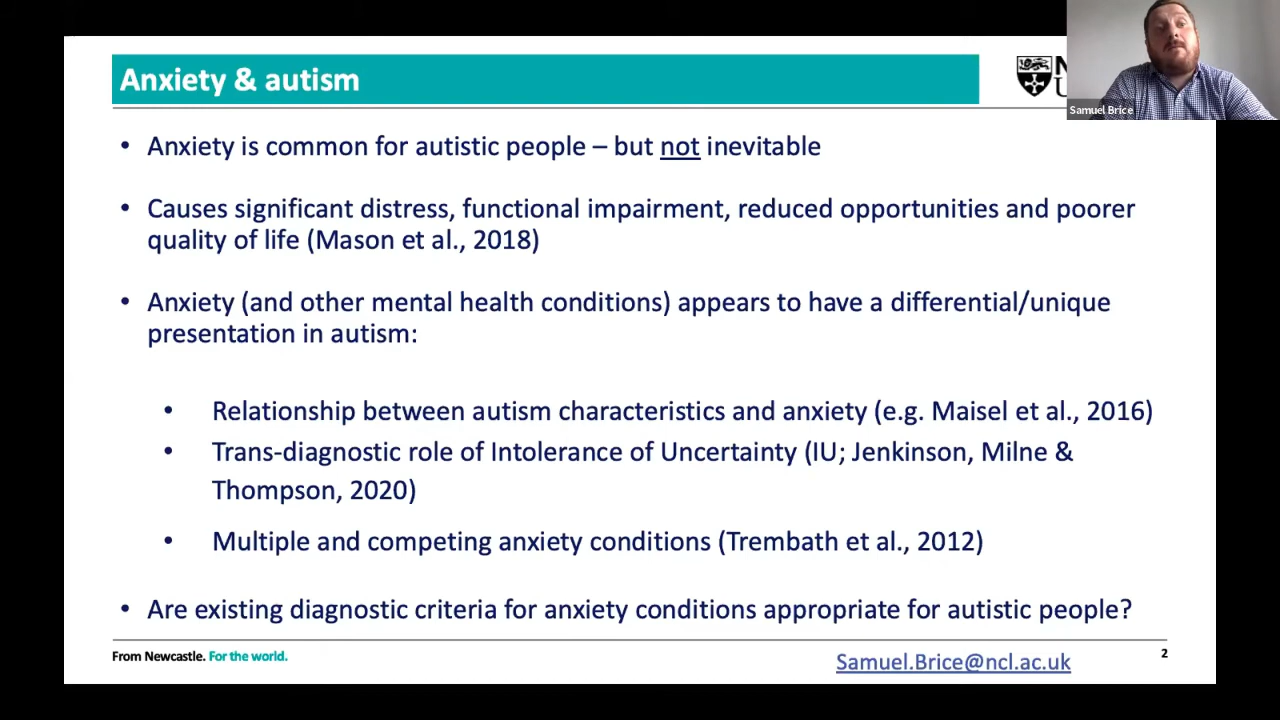 Anxiety & autism
Samuel Brice
• Anxiety is common for autistic people – but not inevitable
• Causes significant distress, functional impairment, reduced opportunities and poorer
quality of life (Mason et al., 2018)
• Anxiety (and other mental health conditions) appears to have a differential/unique
presentation in autism:
• Relationship between autism characteristics and anxiety (e.g. Maisel et al., 2016)
• Trans-diagnostic role of Intolerance of Uncertainty (IU; Jenkinson, Milne &
Thompson, 2020)
• Multiple and competing anxiety conditions (Trembath et al., 2012)
• Are existing diagnostic criteria for anxiety conditions appropriate for autistic people?
From Newcastle. For the world.
Samuel.Brice@ncl.ac.uk
2